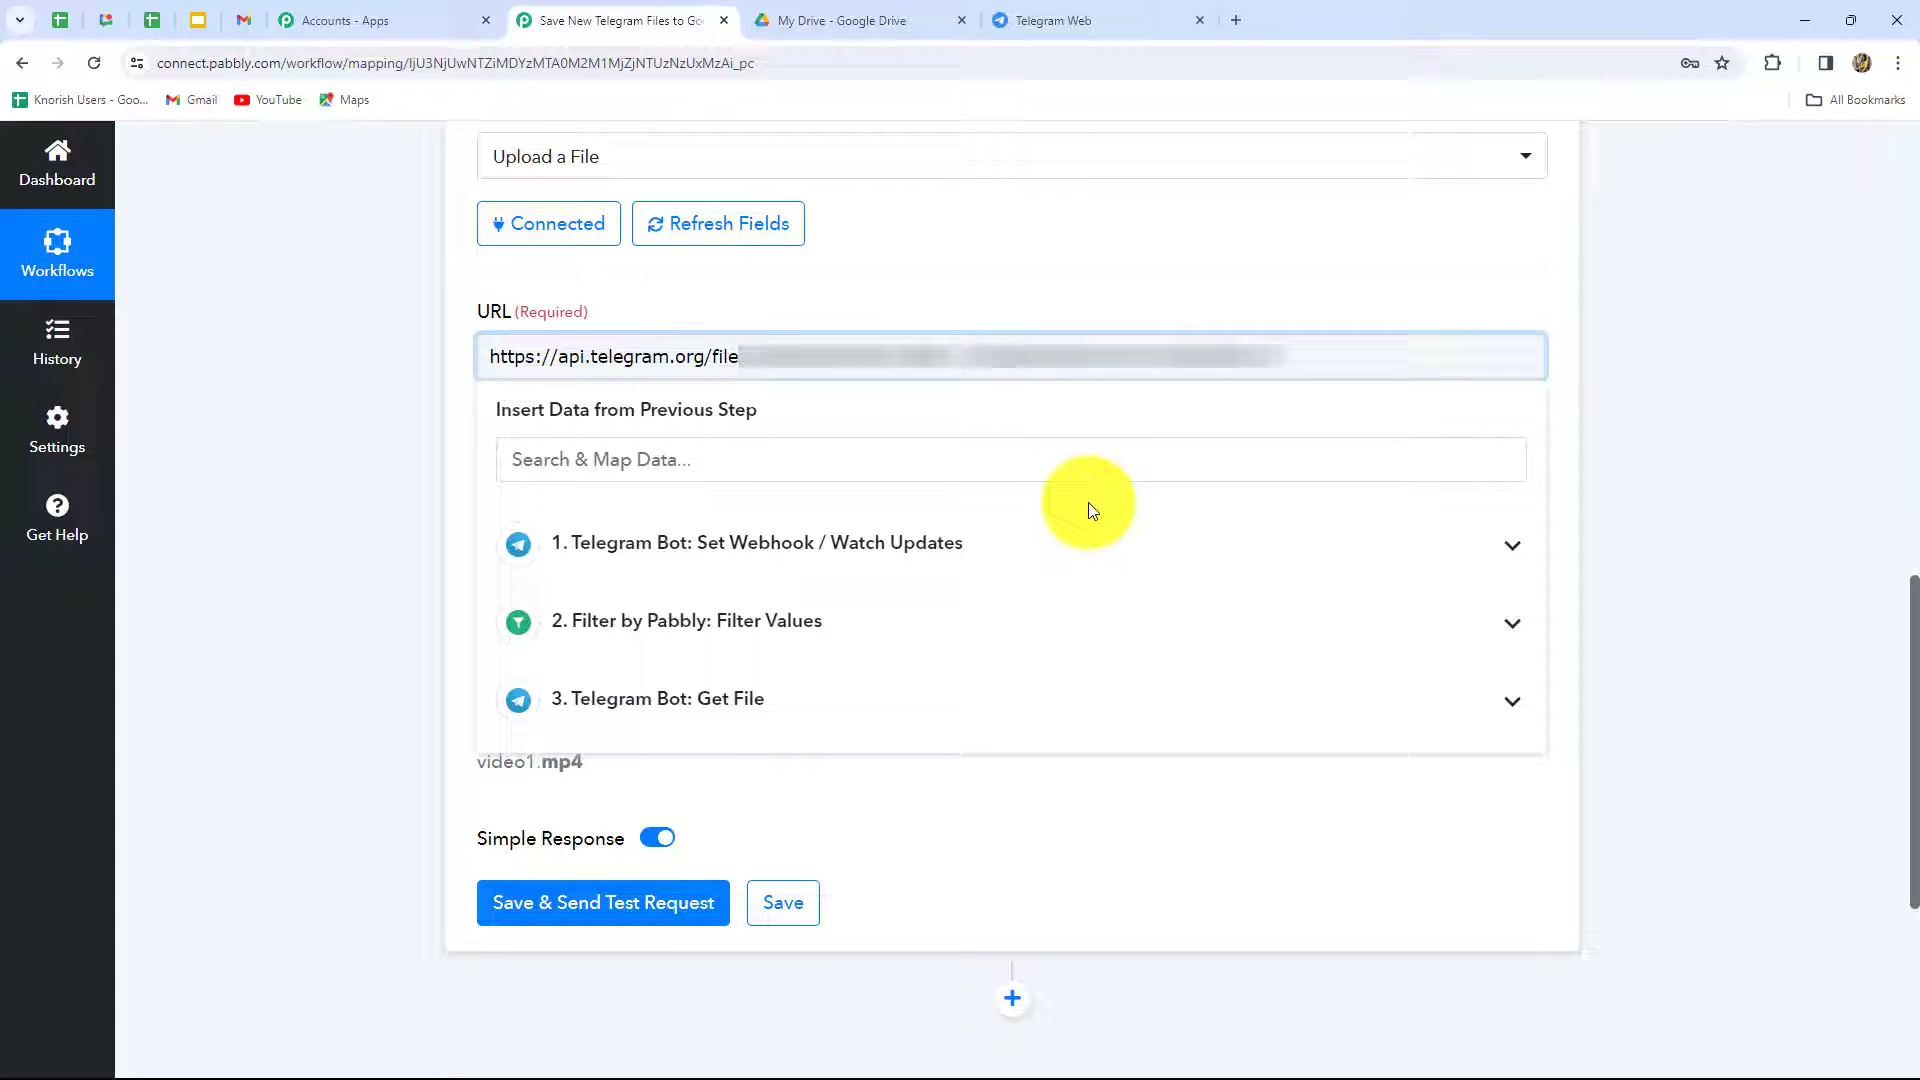 Accounts - Apps
Save New Telegram Files to Go
My Drive - Google Drive
Telegram Web
connect.pabbly.com/workflow/mapping/IjU3NjUwNTZiMDYzMTA0M2M1MjZjNTUzNzUxMzAi_pc
Knorish Users - Goo...
Gmail
YouTube
Maps
All Bookmarks
Dashboard
Workflows
History
Settings
Get Help
Upload a File
Connected
Refresh Fields
URL (Required)
https://api.telegram.org/file
Insert Data from Previous Step
Search & Map Data...
1. Telegram Bot: Set Webhook / Watch Updates
2. Filter by Pabbly: Filter Values
3. Telegram Bot: Get File
video1.mp4
Simple Response
Save & Send Test Request
Save